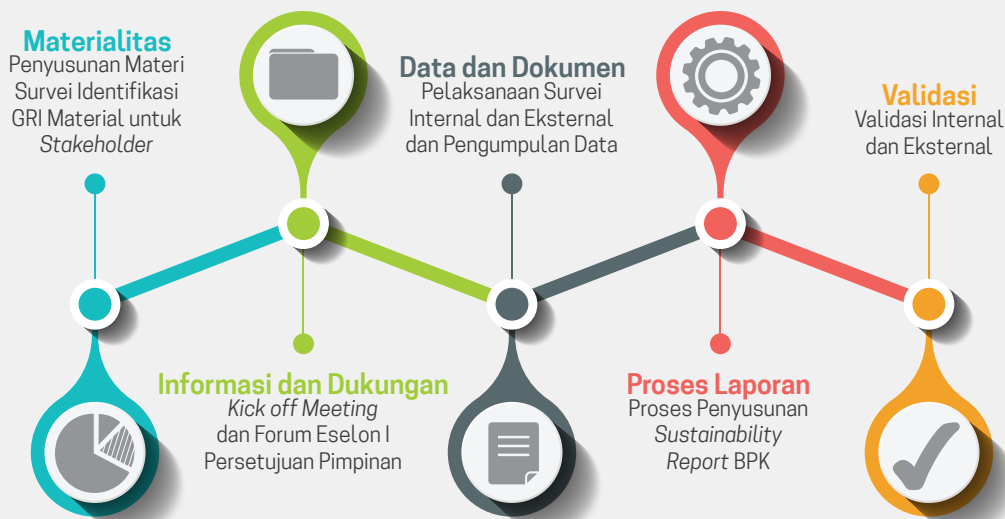 Materialitas
Penyusunan Materi
Survei Identifikasi
GRI Material untuk
Stakeholder
Informasi dan Dukungan
Kick off Meeting
dan Forum Eselon I
Persetujuan Pimpinan
Data dan Dokumen
Pelaksanaan Survei
Internal dan Eksternal
dan Pengumpulan Data
Proses Laporan
Proses Penyusunan
Sustainability
Report BPK
Validasi
Validasi Internal
dan Eksternal